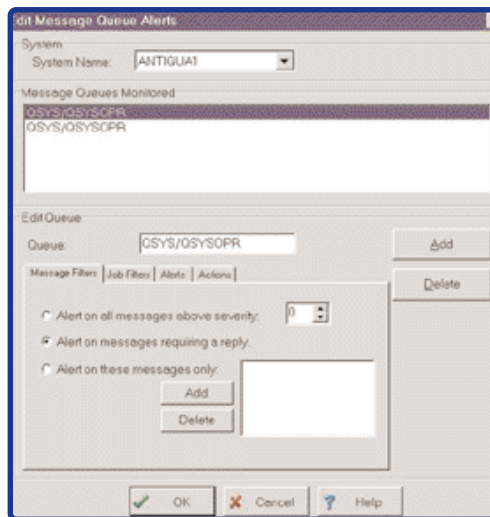 dit Message Queue Alerts
System
System Name: ANTIGUA1
Message Queues Monitored
QSYS/QSYSOPR
QSYS/QSYSOPR
Edit Queue
Queue: QSYS/QSYSOPR
Add
Message Filters Job Filters Alerts Actions
Delete
Alert on all messages above severity: 0
Alert on messages requiring a reply.
Alert on these messages only:
Add
Delete
OK Cancel Help